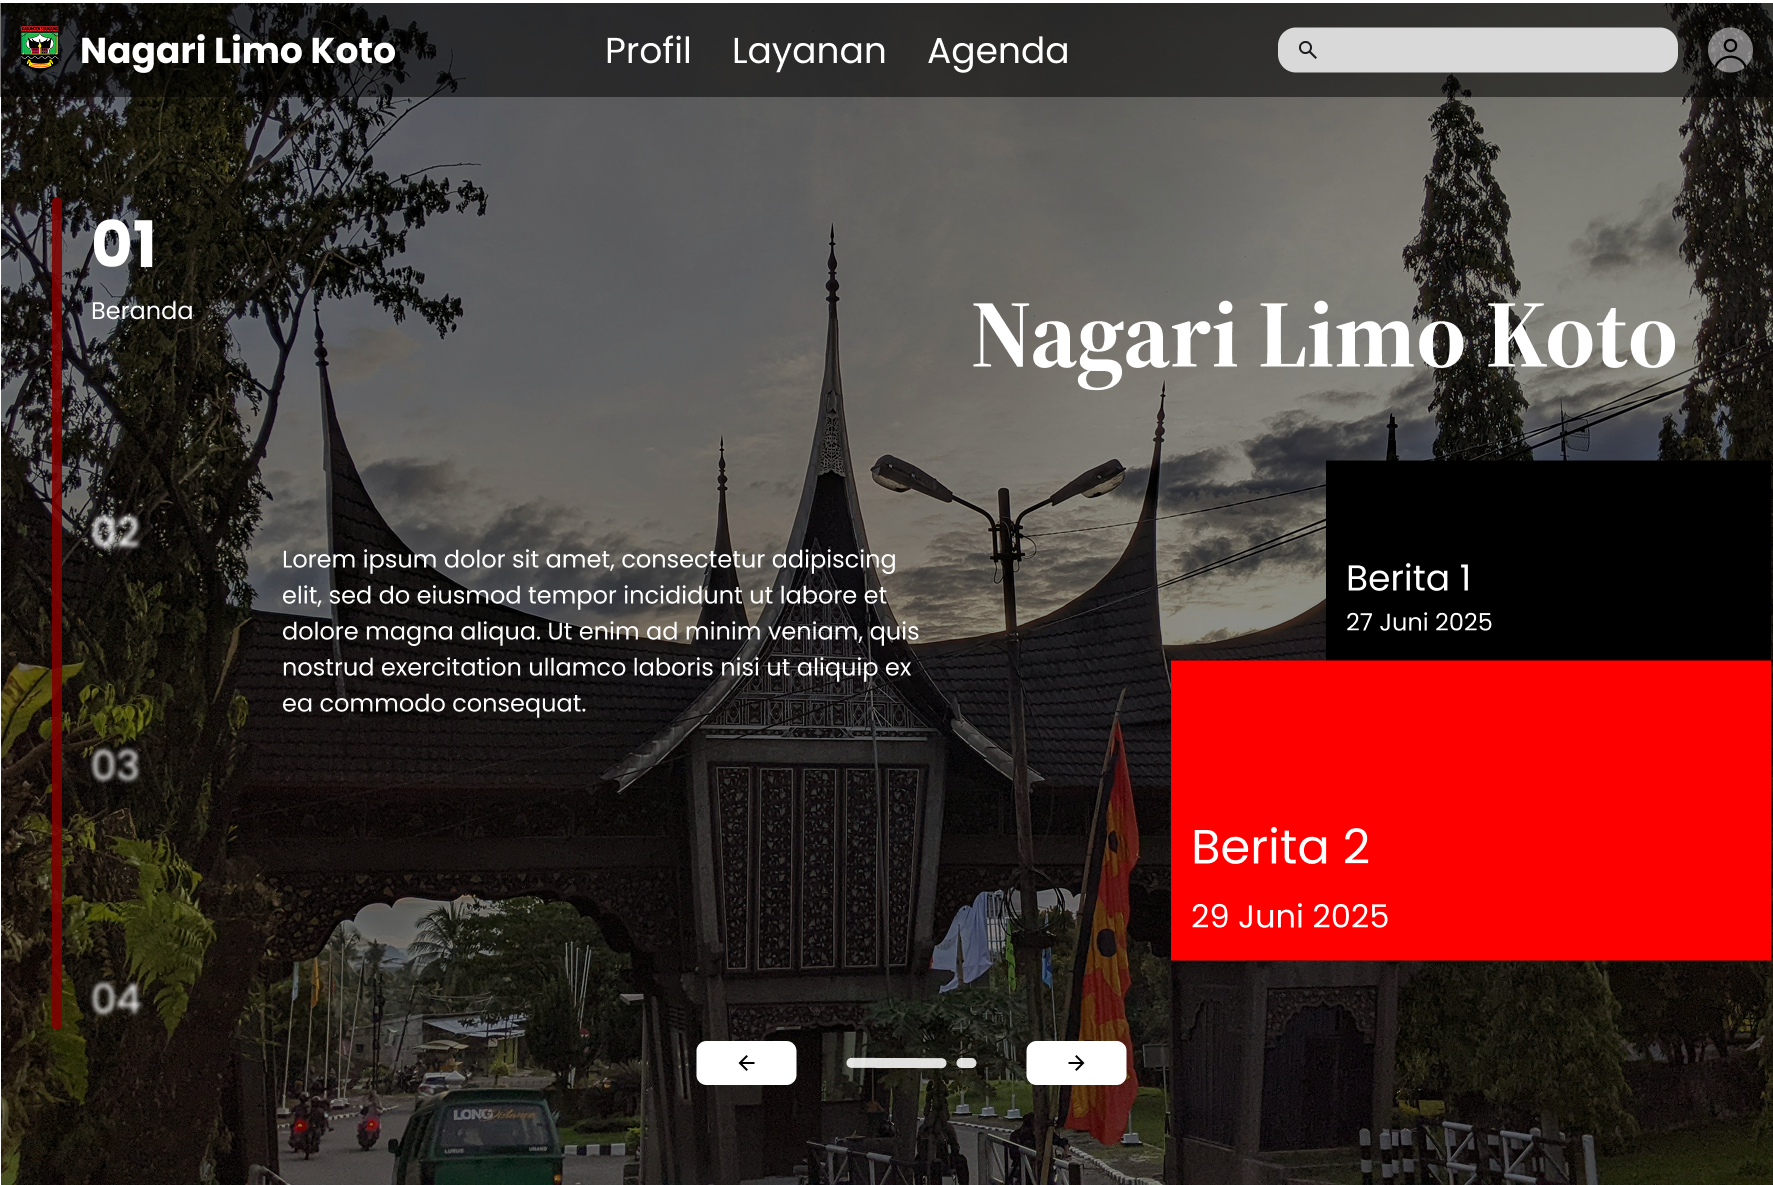 Nagari Limo Koto
Profil
Layanan
Agenda
01
Beranda
Nagari Limo Koto
02
Lorem ipsum dolor sit amet, consectetur adipiscing
elit, sed do eiusmod tempor incididunt ut labore et
dolore magna aliqua. Ut enim ad minim veniam, quis
nostrud exercitation ullamco laboris nisi ut aliquip ex
ea commodo consequat.
Berita 1
27 Juni 2025
03
Berita 2
29 Juni 2025
04
LONG
LURUS
UNAND